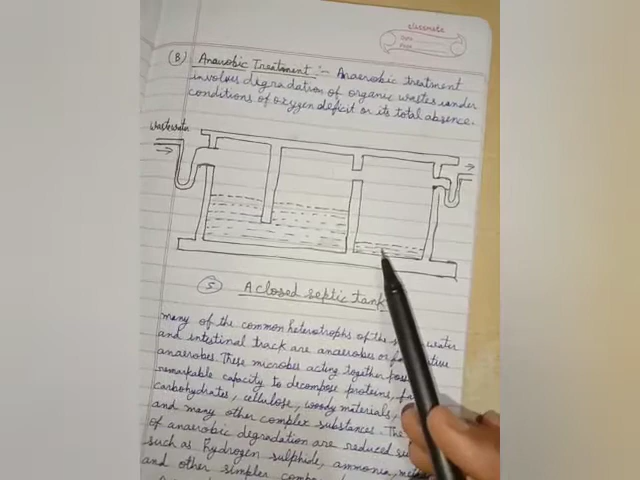 classmate
Date
Page
(B) Anaerobic Treatment :- Anaerobic treatment
involves degradation of organic wastes under
conditions of oxygen deficit or its total absence.
Wastewater
5 A closed septic tank
many of the common heterotrophs of the water
and intestinal track are anaerobes or
anaerobes. These microbes acting together
remarkable capacity to decompose proteins,
carbohydrates, cellulose, woody materials,
and many other complex substances. The
of anaerobic degradation are reduced
such as hydrogen sulphide, ammonia,
and other simpler